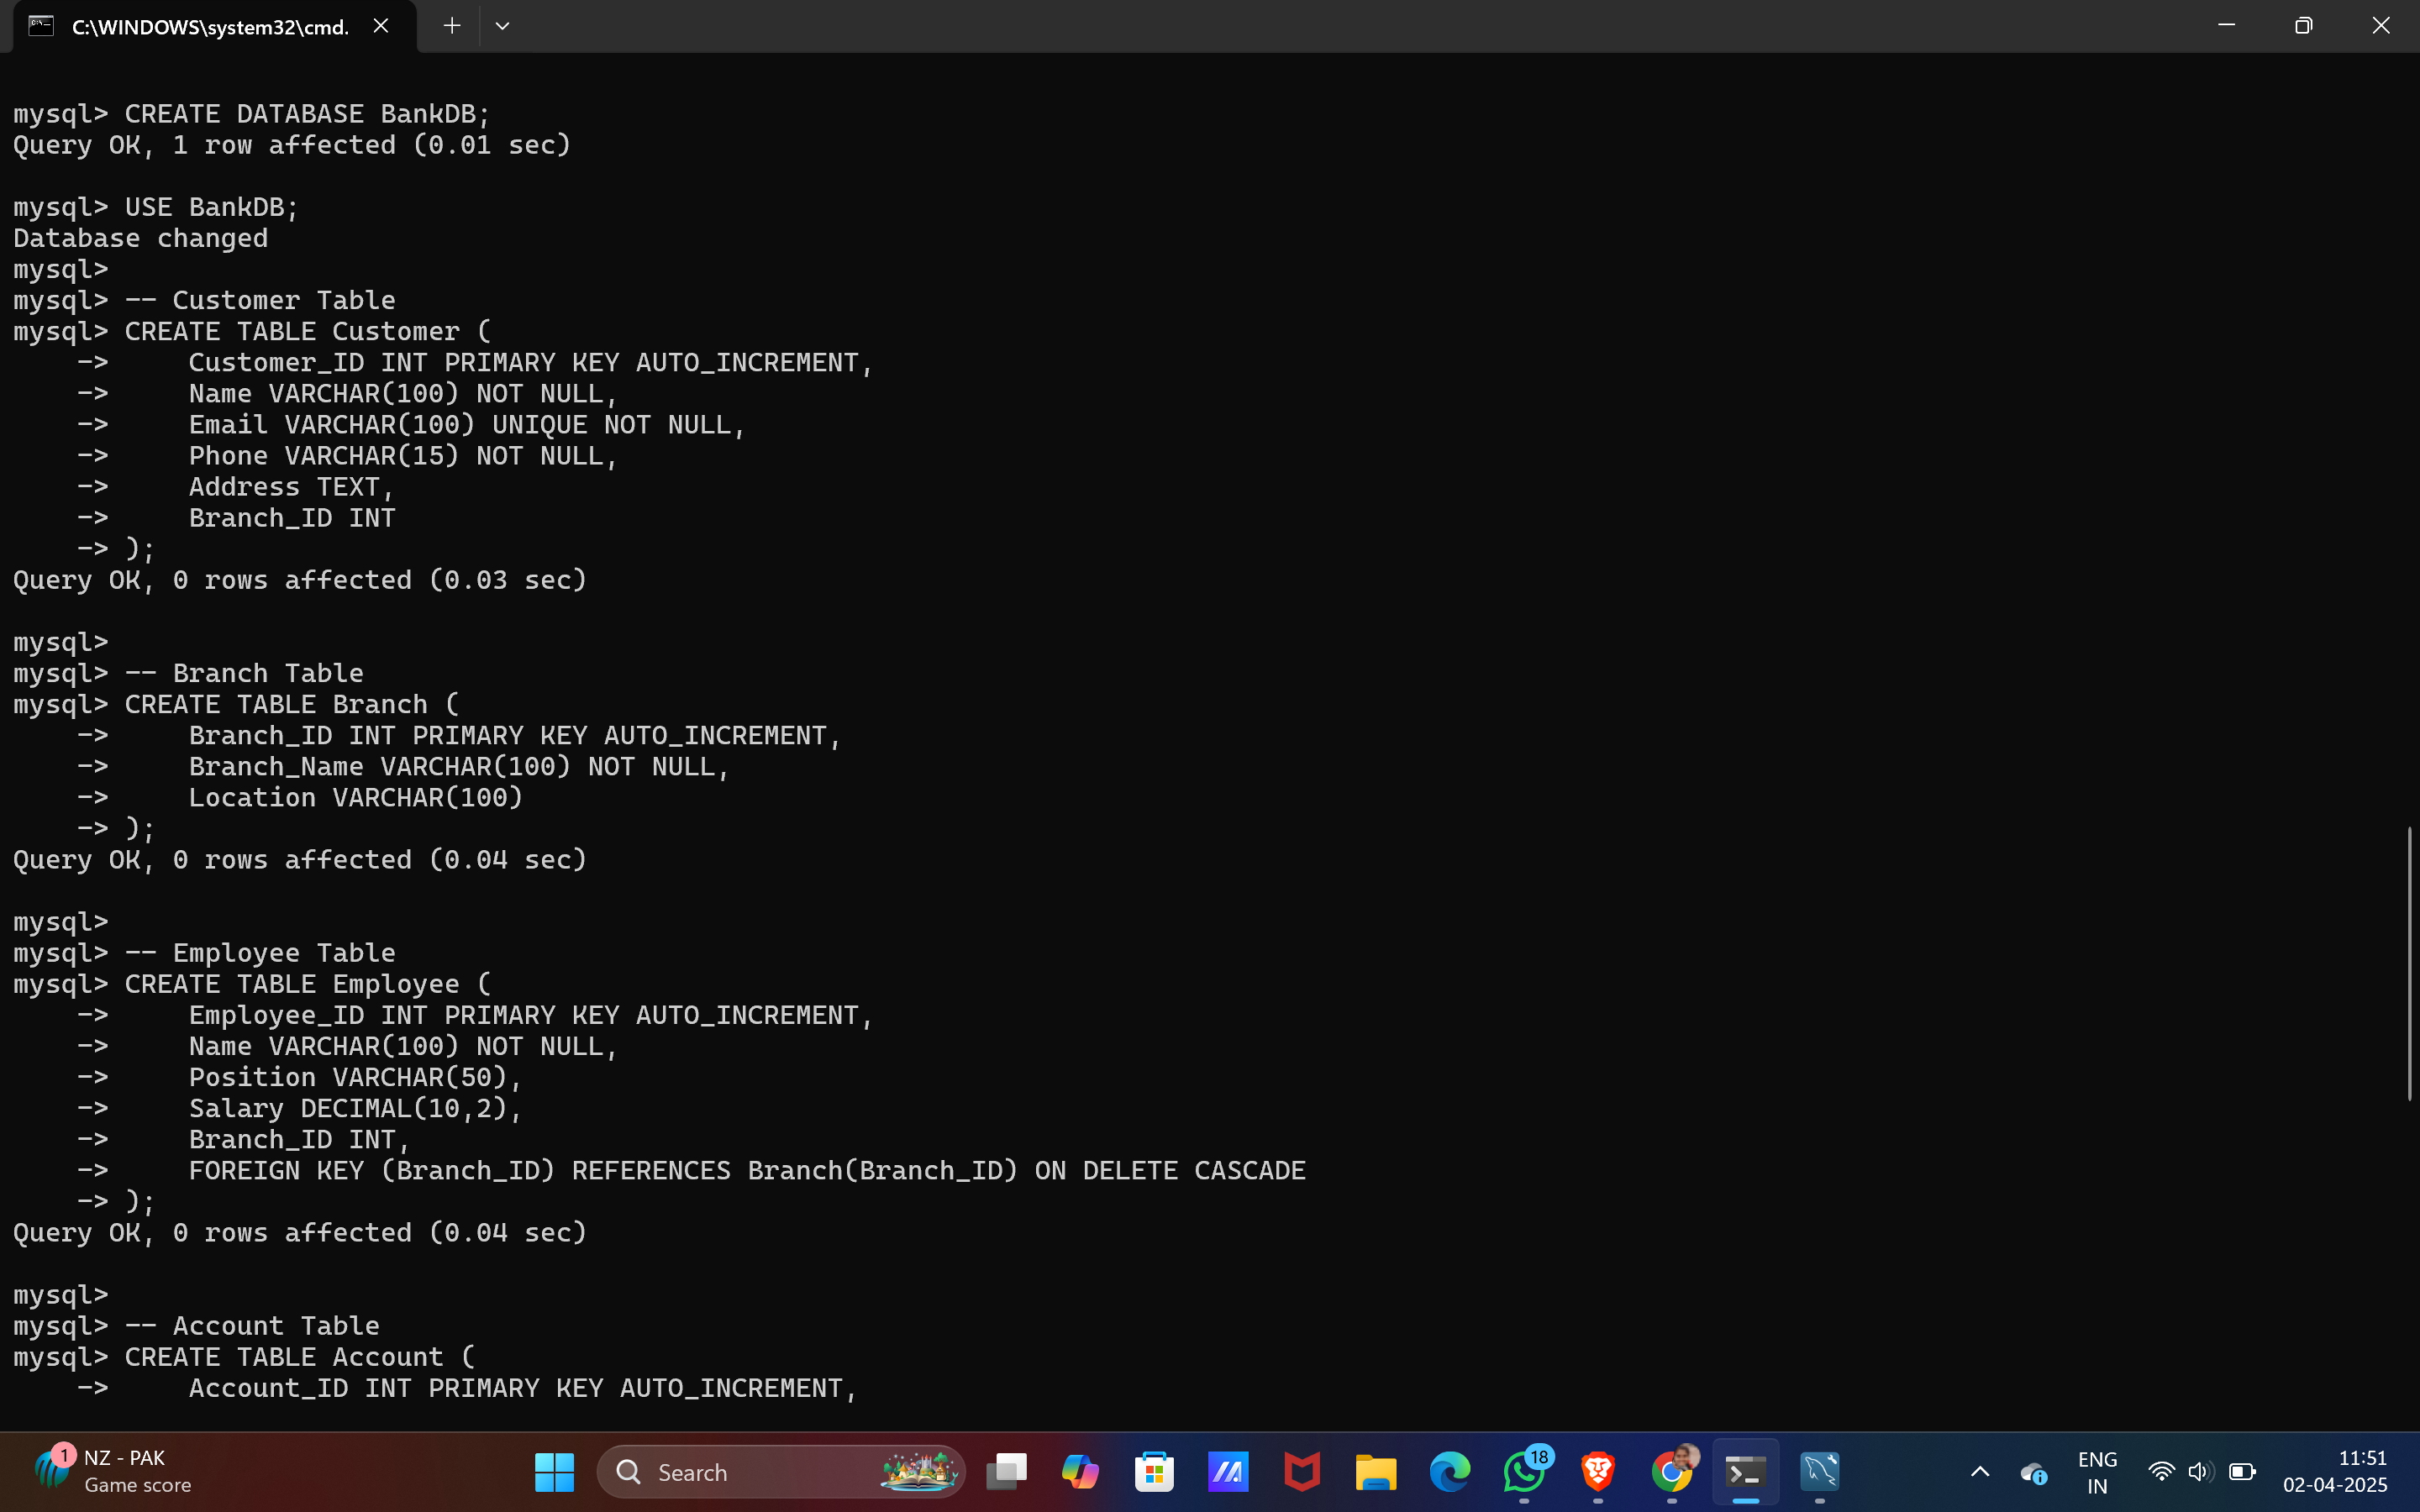 C:\WINDOWS\system32\cmd.
mysql> CREATE DATABASE BankDB;
Query OK, 1 row affected (0.01 sec)
mysql> USE BankDB;
Database changed
mysql>
mysql> -- Customer Table
mysql> CREATE TABLE Customer (
    ->     Customer_ID INT PRIMARY KEY AUTO_INCREMENT,
    ->     Name VARCHAR(100) NOT NULL,
    ->     Email VARCHAR(100) UNIQUE NOT NULL,
    ->     Phone VARCHAR(15) NOT NULL,
    ->     Address TEXT,
    ->     Branch_ID INT
    -> );
Query OK, 0 rows affected (0.03 sec)
mysql>
mysql> -- Branch Table
mysql> CREATE TABLE Branch (
    ->     Branch_ID INT PRIMARY KEY AUTO_INCREMENT,
    ->     Branch_Name VARCHAR(100) NOT NULL,
    ->     Location VARCHAR(100)
    -> );
Query OK, 0 rows affected (0.04 sec)
mysql>
mysql> -- Employee Table
mysql> CREATE TABLE Employee (
    ->     Employee_ID INT PRIMARY KEY AUTO_INCREMENT,
    ->     Name VARCHAR(100) NOT NULL,
    ->     Position VARCHAR(50),
    ->     Salary DECIMAL(10,2),
    ->     Branch_ID INT,
    ->     FOREIGN KEY (Branch_ID) REFERENCES Branch(Branch_ID) ON DELETE CASCADE
    -> );
Query OK, 0 rows affected (0.04 sec)
mysql>
mysql> -- Account Table
mysql> CREATE TABLE Account (
    ->     Account_ID INT PRIMARY KEY AUTO_INCREMENT,
1
NZ - PAK
Game score
Search
18
ENG
IN
11:51
02-04-2025